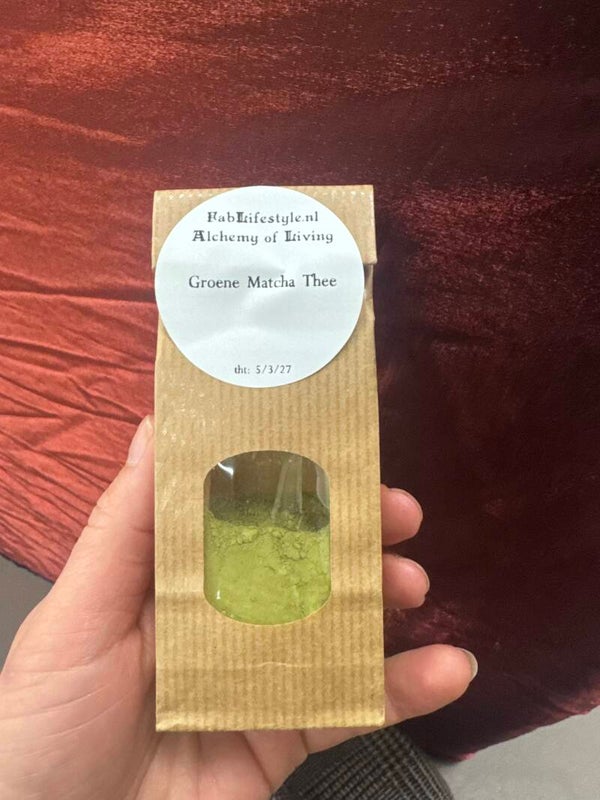 FabLifestyle.nl
Alchemy of Living
Groene Matcha Thee
tht: 5/3/27